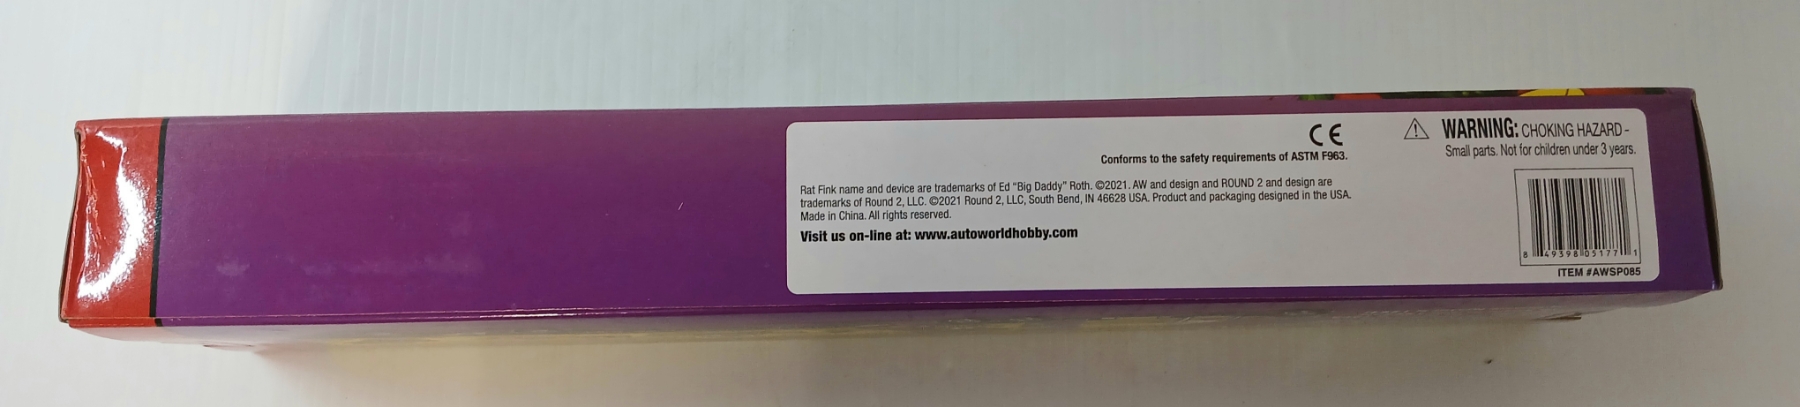 CE
Conforms to the safety requirements of ASTM F963.
Rat Fink name and device are trademarks of Ed "Big Daddy" Roth. ©2021. AW and design and ROUND 2 and design are
trademarks of Round 2, LLC. ©2021 Round 2, LLC, South Bend, IN 46628 USA. Product and packaging designed in the USA.
Made in China. All rights reserved.
Visit us on-line at: www.autoworldhobby.com
WARNING: CHOKING HAZARD -
Small parts. Not for children under 3 years.
8 49398 05177 1
ITEM #AWSP085